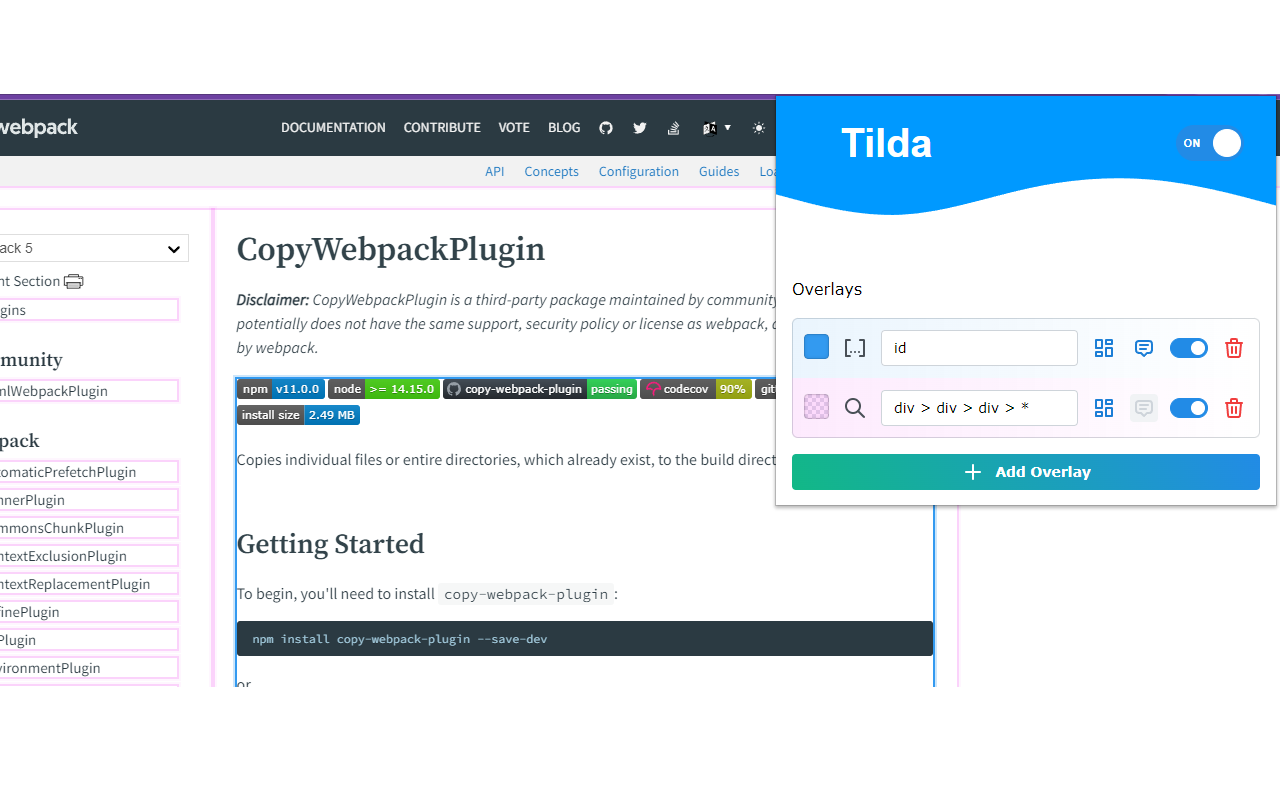 webpack
DOCUMENTATION CONTRIBUTE VOTE BLOG
API Concepts Configuration Guides
Tilda
ON
Overlays
[...] id
div > div > div > *
Add Overlay
ack 5
nt Section
gins
munity
mlWebpackPlugin
pack
tomaticPrefetchPlugin
nnerPlugin
mmonsChunkPlugin
ntextExclusionPlugin
ntextReplacementPlugin
finePlugin
Plugin
vironmentPlugin
CopyWebpackPlugin
Disclaimer: CopyWebpackPlugin is a third-party package maintained by community
potentially does not have the same support, security policy or license as webpack,
by webpack.
npm v11.0.0 node >= 14.15.0 copy-webpack-plugin passing codecov 90%
install size 2.49 MB
Copies individual files or entire directories, which already exist, to the build direct
Getting Started
To begin, you'll need to install copy-webpack-plugin :
npm install copy-webpack-plugin --save-dev
or